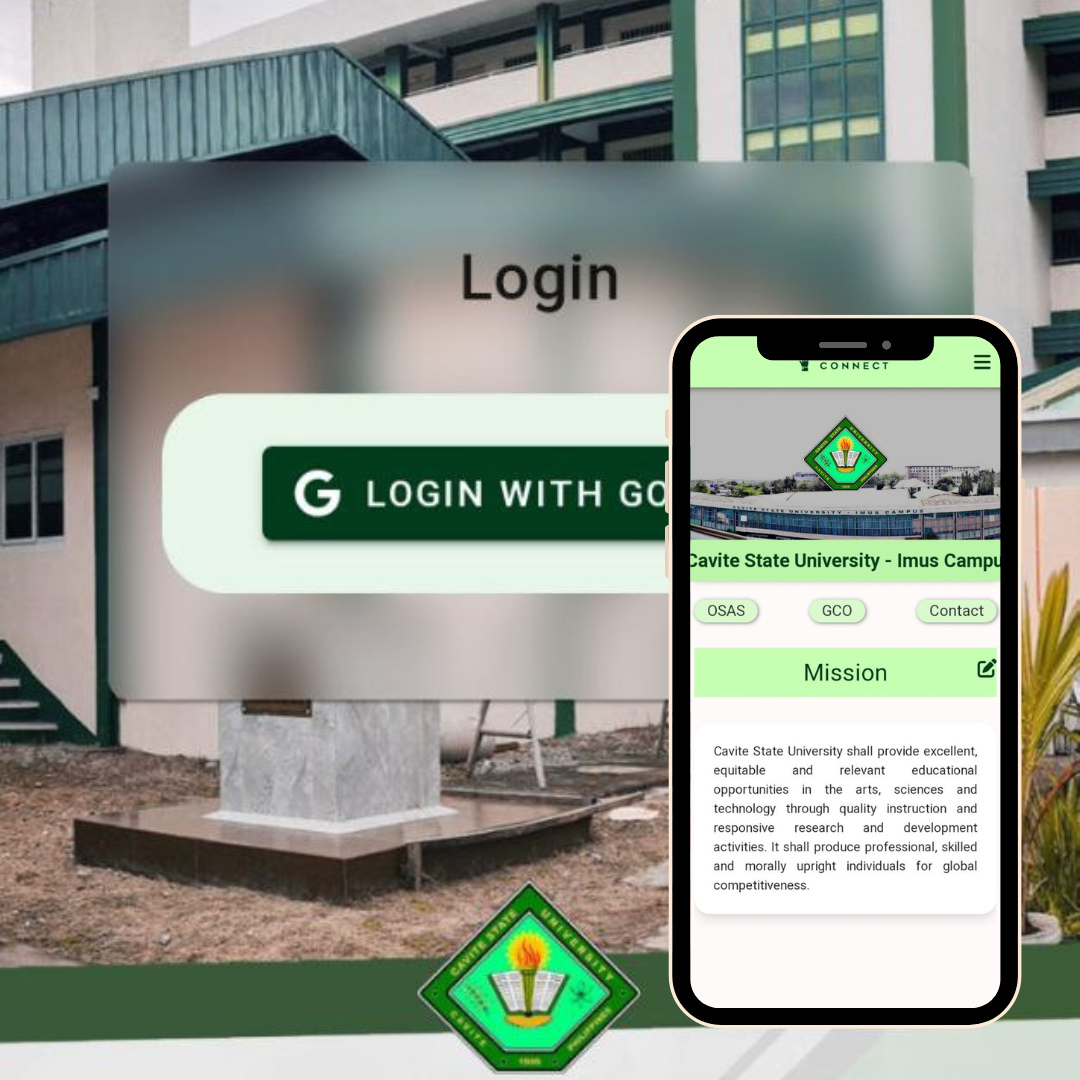 Login
LOGIN WITH GO
CONNECT
CAVITE STATE UNIVERSITY
CAVITE STATE UNIVERSITY - IMUS CAMPUS
Cavite State University - Imus Campu
OSAS
GCO
Contact
Mission
Cavite State University shall provide excellent,
equitable and relevant educational
opportunities in the arts, sciences and
technology through quality instruction and
responsive research and development
activities. It shall produce professional, skilled
and morally upright individuals for global
competitiveness.
CAVITE STATE UNIVERSITY
CAVITE
PHILIPPINES